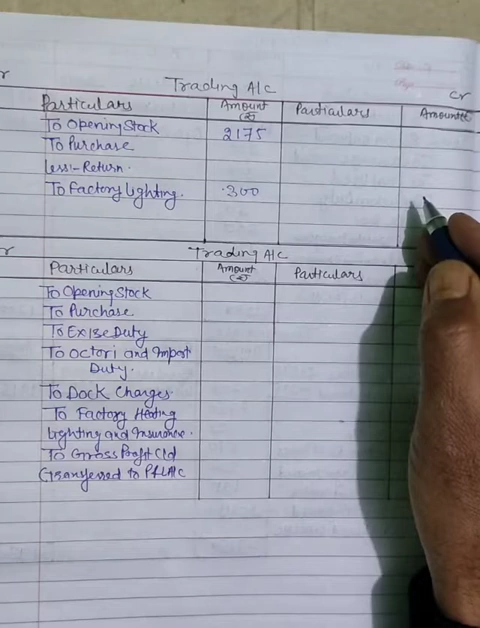 r Trading A/c Cr
Particulars Amount (₹) Particulars Amount(₹
To Opening Stock 2175
To Purchase
Less:- Return.
To Factory Lighting. 300
r Trading A/c
Particulars Amount (₹) Particulars
To Opening Stock
To Purchase
To Exise Duty
To Octori and Import
Duty.
To Dock Charges.
To Factory Heating
Lighting and Insurance.
To Gross Profit C/d
(transferred to P&L A/c